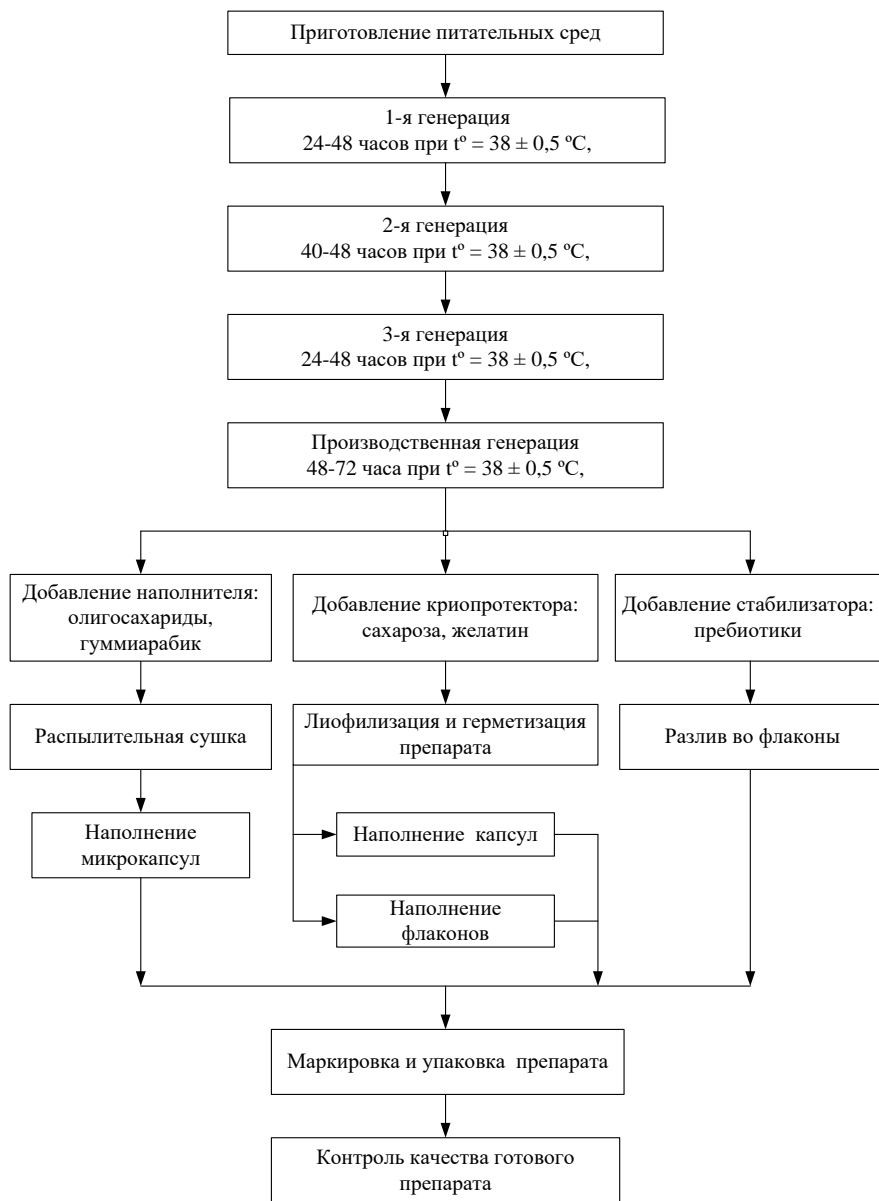 Приготовление питательных сред
1-я генерация
24-48 часов при tº = 38 ± 0,5 ºС,
2-я генерация
40-48 часов при tº = 38 ± 0,5 ºС,
3-я генерация
24-48 часов при tº = 38 ± 0,5 ºС,
Производственная генерация
48-72 часа при tº = 38 ± 0,5 ºС,
Добавление наполнителя:
олигосахариды,
гуммиарабик
Добавление криопротектора:
сахароза, желатин
Добавление стабилизатора:
пребиотики
Распылительная сушка
Лиофилизация и герметизация
препарата
Разлив во флаконы
Наполнение
микрокапсул
Наполнение капсул
Наполнение
флаконов
Маркировка и упаковка препарата
Контроль качества готового
препарата